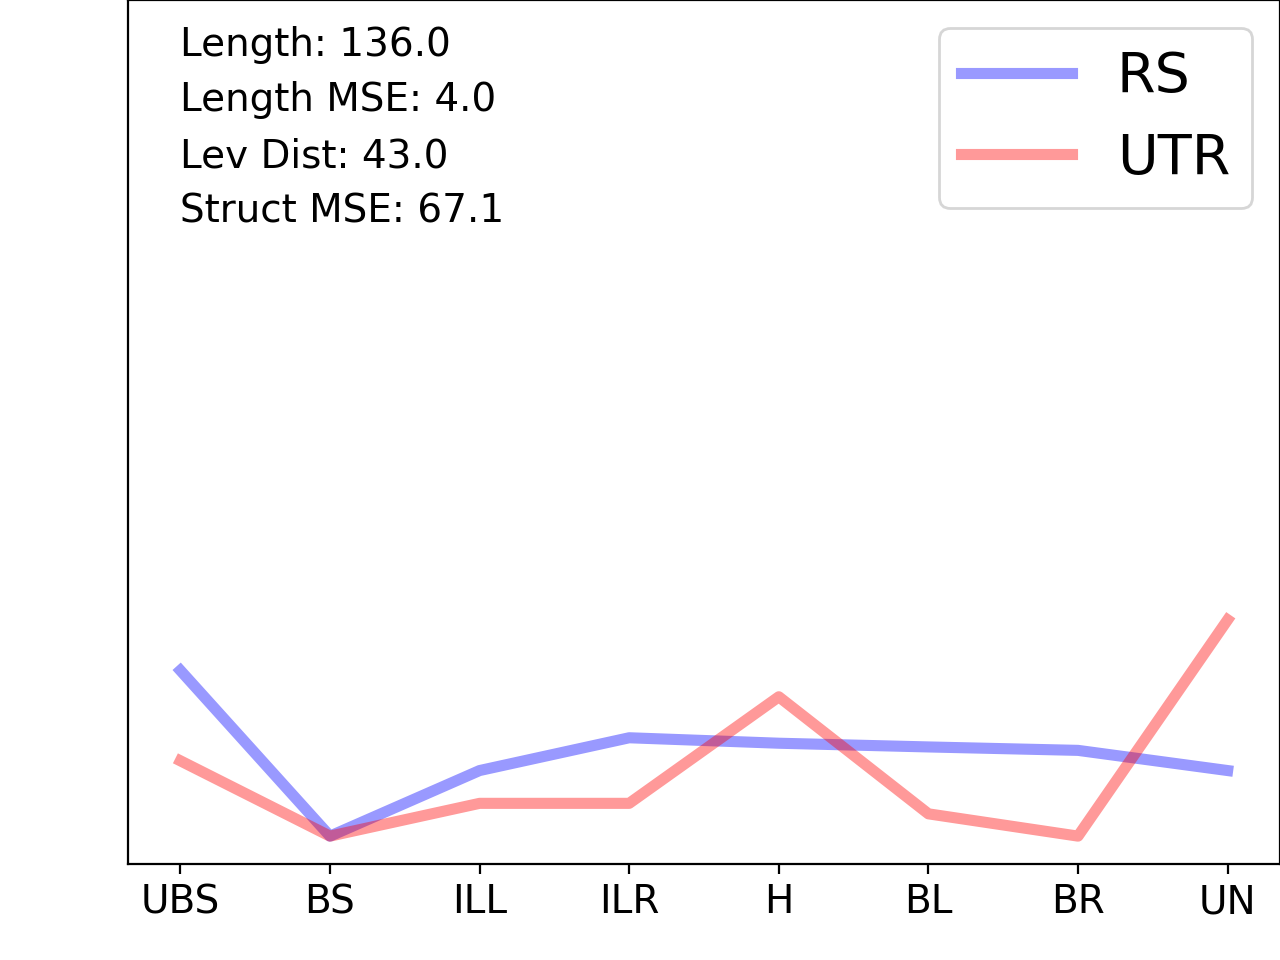 Length: 136.0
Length MSE: 4.0
Lev Dist: 43.0
Struct MSE: 67.1
RS
UTR
UBS BS ILL ILR H BL BR UN